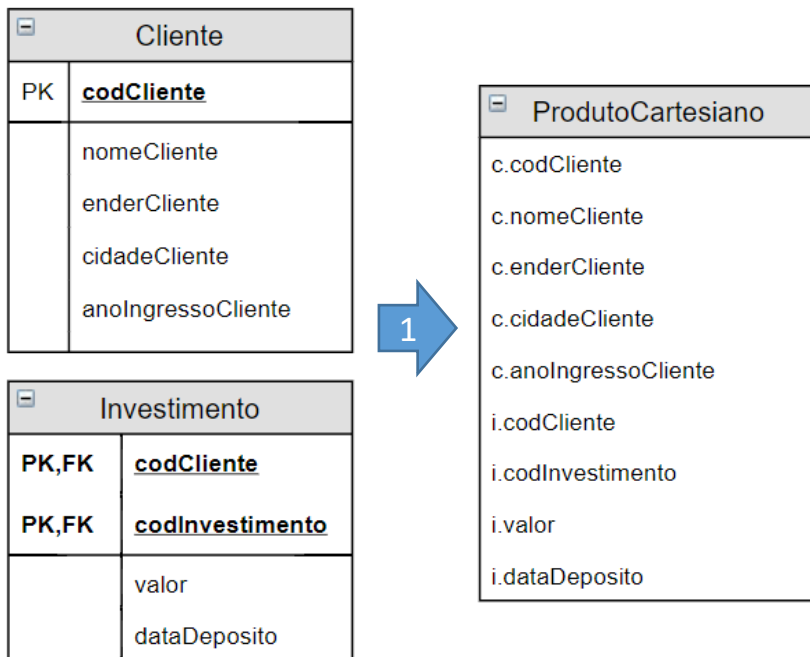 Cliente
PK codCliente
nomeCliente
enderCliente
cidadeCliente
anoIngressoCliente
Investimento
PK,FK codCliente
PK,FK codInvestimento
valor
dataDeposito
1
ProdutoCartesiano
c.codCliente
c.nomeCliente
c.enderCliente
c.cidadeCliente
c.anoIngressoCliente
i.codCliente
i.codInvestimento
i.valor
i.dataDeposito